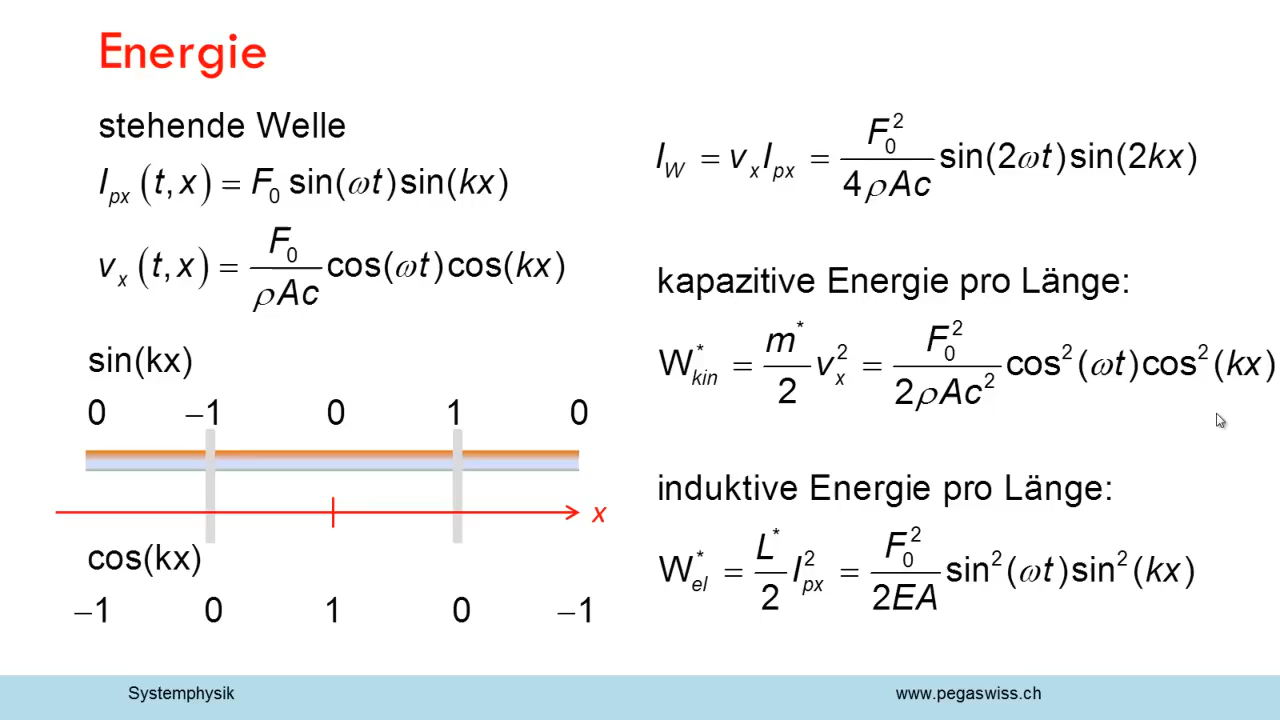 Energie
stehende Welle
I_px (t, x) = F_0 sin(ωt) sin(kx)
v_x (t, x) = F_0 / ρAc cos(ωt) cos(kx)
sin(kx)
0 −1 0 1 0
x
cos(kx)
−1 0 1 0 −1
I_W = v_x I_px = F_0^2 / 4ρAc sin(2ωt) sin(2kx)
kapazitive Energie pro Länge:
W*_kin = m* / 2 v_x^2 = F_0^2 / 2ρAc^2 cos^2(ωt) cos^2(kx)
induktive Energie pro Länge:
W*_el = L* / 2 I_px^2 = F_0^2 / 2EA sin^2(ωt) sin^2(kx)
Systemphysik
www.pegaswiss.ch